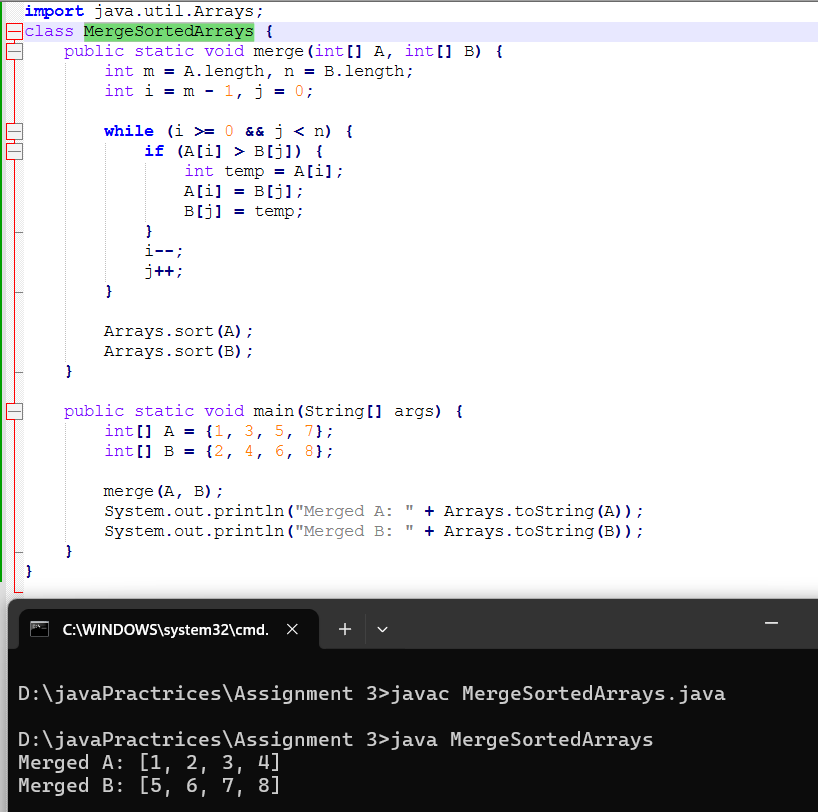 import java.util.Arrays;
class MergeSortedArrays {
    public static void merge(int[] A, int[] B) {
        int m = A.length, n = B.length;
        int i = m - 1, j = 0;

        while (i >= 0 && j < n) {
            if (A[i] > B[j]) {
                int temp = A[i];
                A[i] = B[j];
                B[j] = temp;
            }
            i--;
            j++;
        }

        Arrays.sort(A);
        Arrays.sort(B);
    }

    public static void main(String[] args) {
        int[] A = {1, 3, 5, 7};
        int[] B = {2, 4, 6, 8};

        merge(A, B);
        System.out.println("Merged A: " + Arrays.toString(A));
        System.out.println("Merged B: " + Arrays.toString(B));
    }
}
C:\WINDOWS\system32\cmd.
D:\javaPractrices\Assignment 3>javac MergeSortedArrays.java

D:\javaPractrices\Assignment 3>java MergeSortedArrays
Merged A: [1, 2, 3, 4]
Merged B: [5, 6, 7, 8]